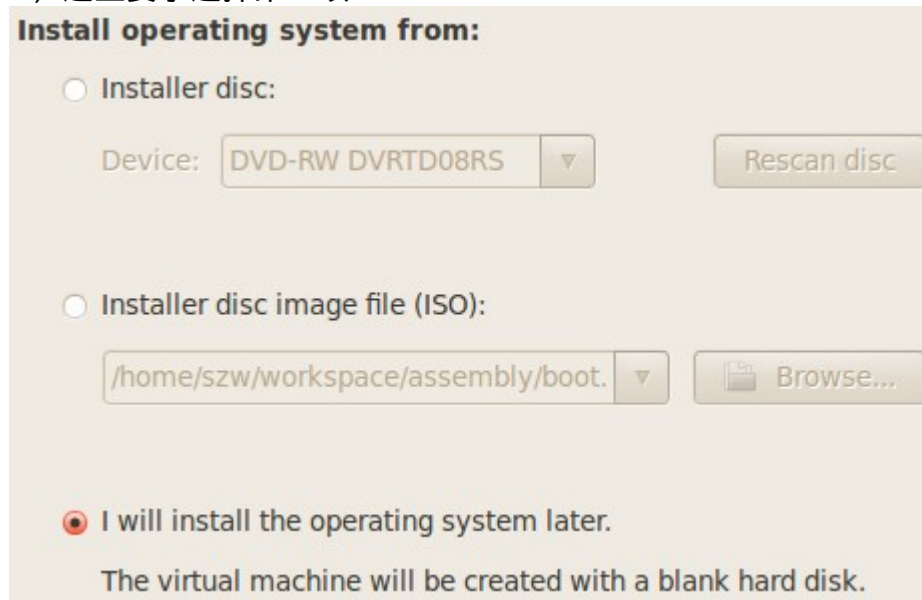 Install operating system from:
Installer disc:
Device: DVD-RW DVRTD08RS Rescan disc
Installer disc image file (ISO):
/home/szw/workspace/assembly/boot. Browse...
I will install the operating system later.
The virtual machine will be created with a blank hard disk.